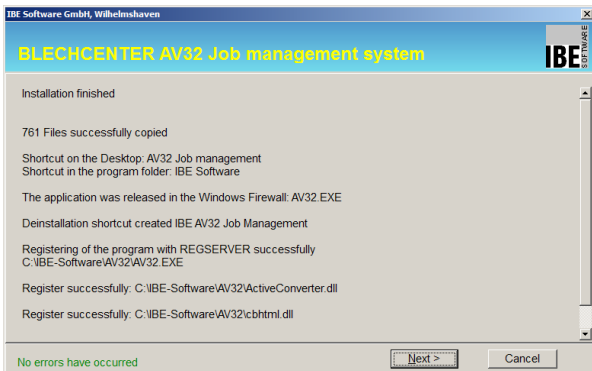 IBE Software GmbH, Wilhelmshaven
BLECHCENTER AV32 Job management system
IBE
SOFTWARE
Installation finished
761 Files successfully copied
Shortcut on the Desktop: AV32 Job management
Shortcut in the program folder: IBE Software
The application was released in the Windows Firewall: AV32.EXE
Deinstallation shortcut created IBE AV32 Job Management
Registering of the program with REGSERVER successfully
C:\IBE-Software\AV32\AV32.EXE
Register successfully: C:\IBE-Software\AV32\ActiveConverter.dll
Register successfully: C:\IBE-Software\AV32\cbhtml.dll
No errors have occurred
Next >
Cancel